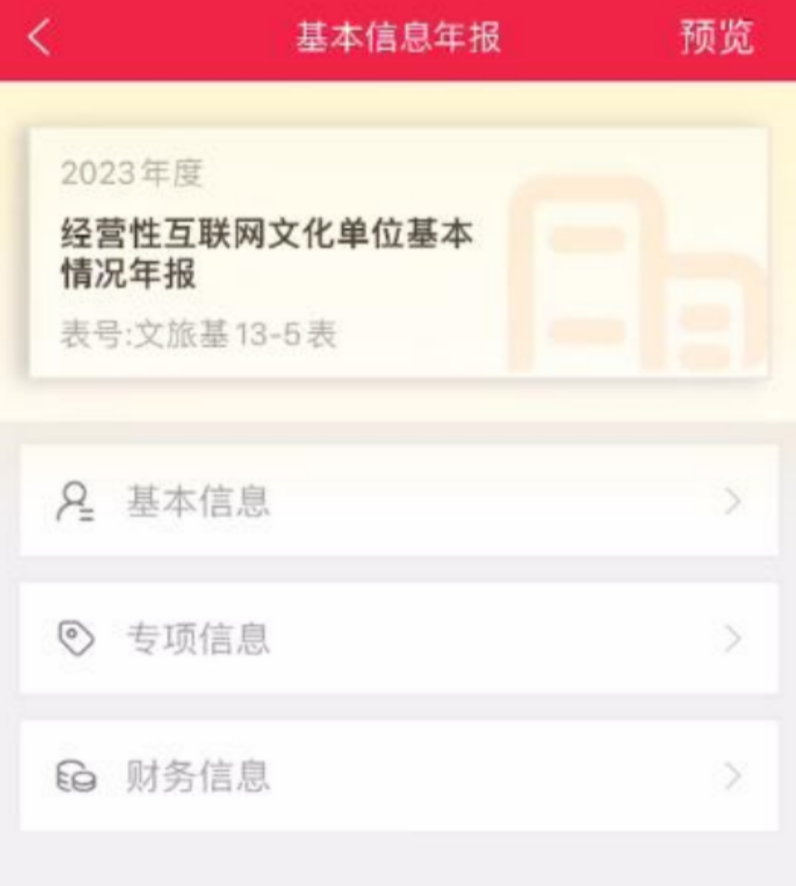 基本信息年报
预览
2023年度
经营性互联网文化单位基本
情况年报
表号:文旅基13-5表
基本信息
专项信息
财务信息